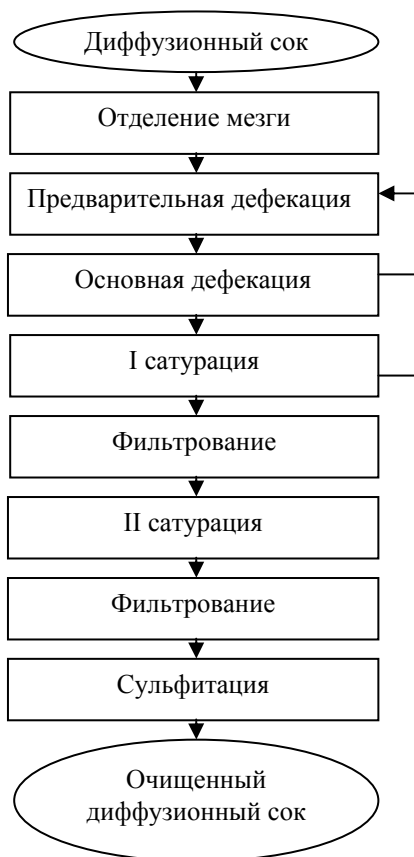 Диффузионный сок
Отделение мезги
Предварительная дефекация
Основная дефекация
I сатурация
Фильтрование
II сатурация
Фильтрование
Сульфитация
Очищенный
диффузионный сок